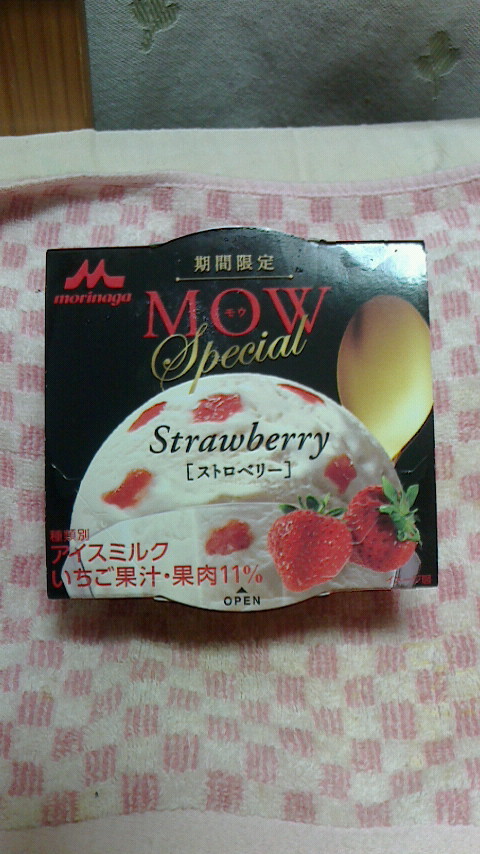 期間限定
morinaga
MOW
モウ
Special
Strawberry
[ストロベリー]
種類別
アイスミルク
いちご果汁・果肉11%
OPEN